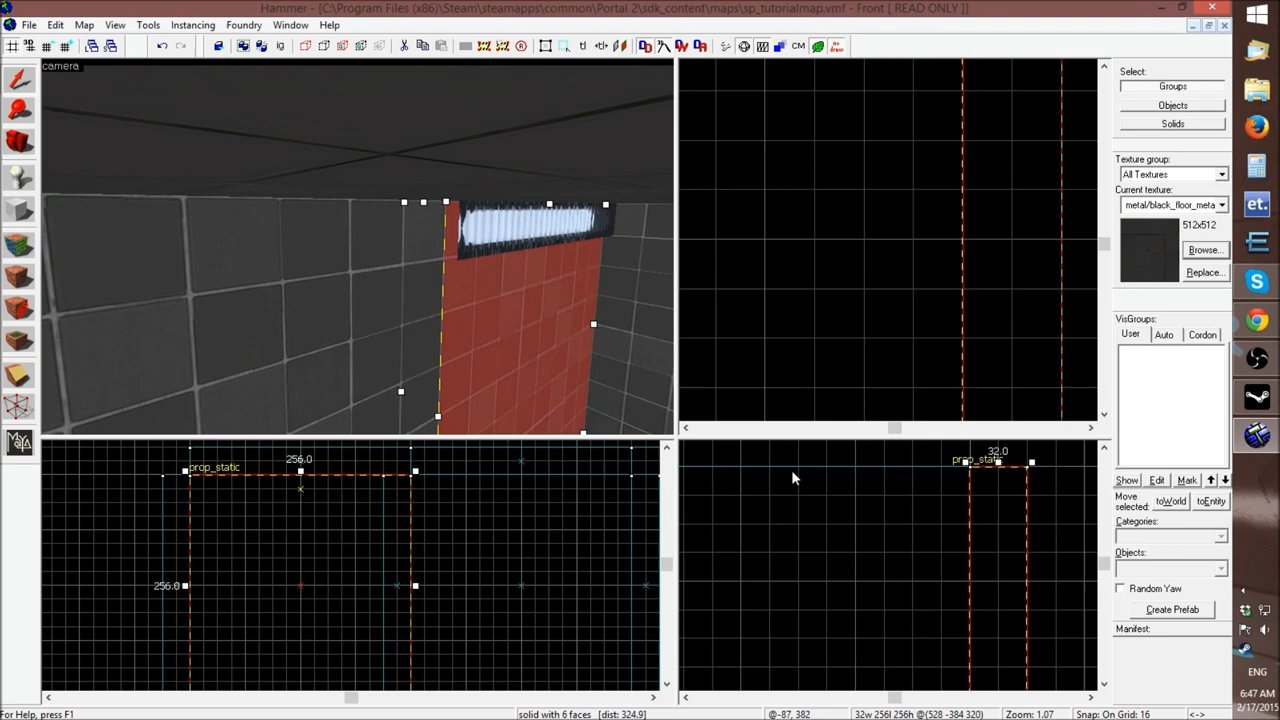 Hammer - [C:\Program Files (x86)\Steam\steamapps\common\Portal 2\sdk_content\maps\sp_tutorialmap.vmf - Front [ READ ONLY ]]
File Edit Map View Tools Instancing Foundry Window Help
CM
camera
Select:
Groups
Objects
Solids
Texture group:
All Textures
Current texture:
metal/black_floor_meta
512x512
Browse...
Replace...
VisGroups:
User Auto Cordon
Show Edit Mark
Move selected: toWorld toEntity
Categories:
Objects:
Random Yaw
Create Prefab
Manifest:
256.0
prop_static
256.0
32.0
prop_static
et.
ENG
6:47 AM
2/17/2015
For Help, press F1
solid with 6 faces [dist: 324.9]
@-87, 382
32w 256l 256h @(528 -384 320)
Zoom: 1.07
Snap: On Grid: 16
<->